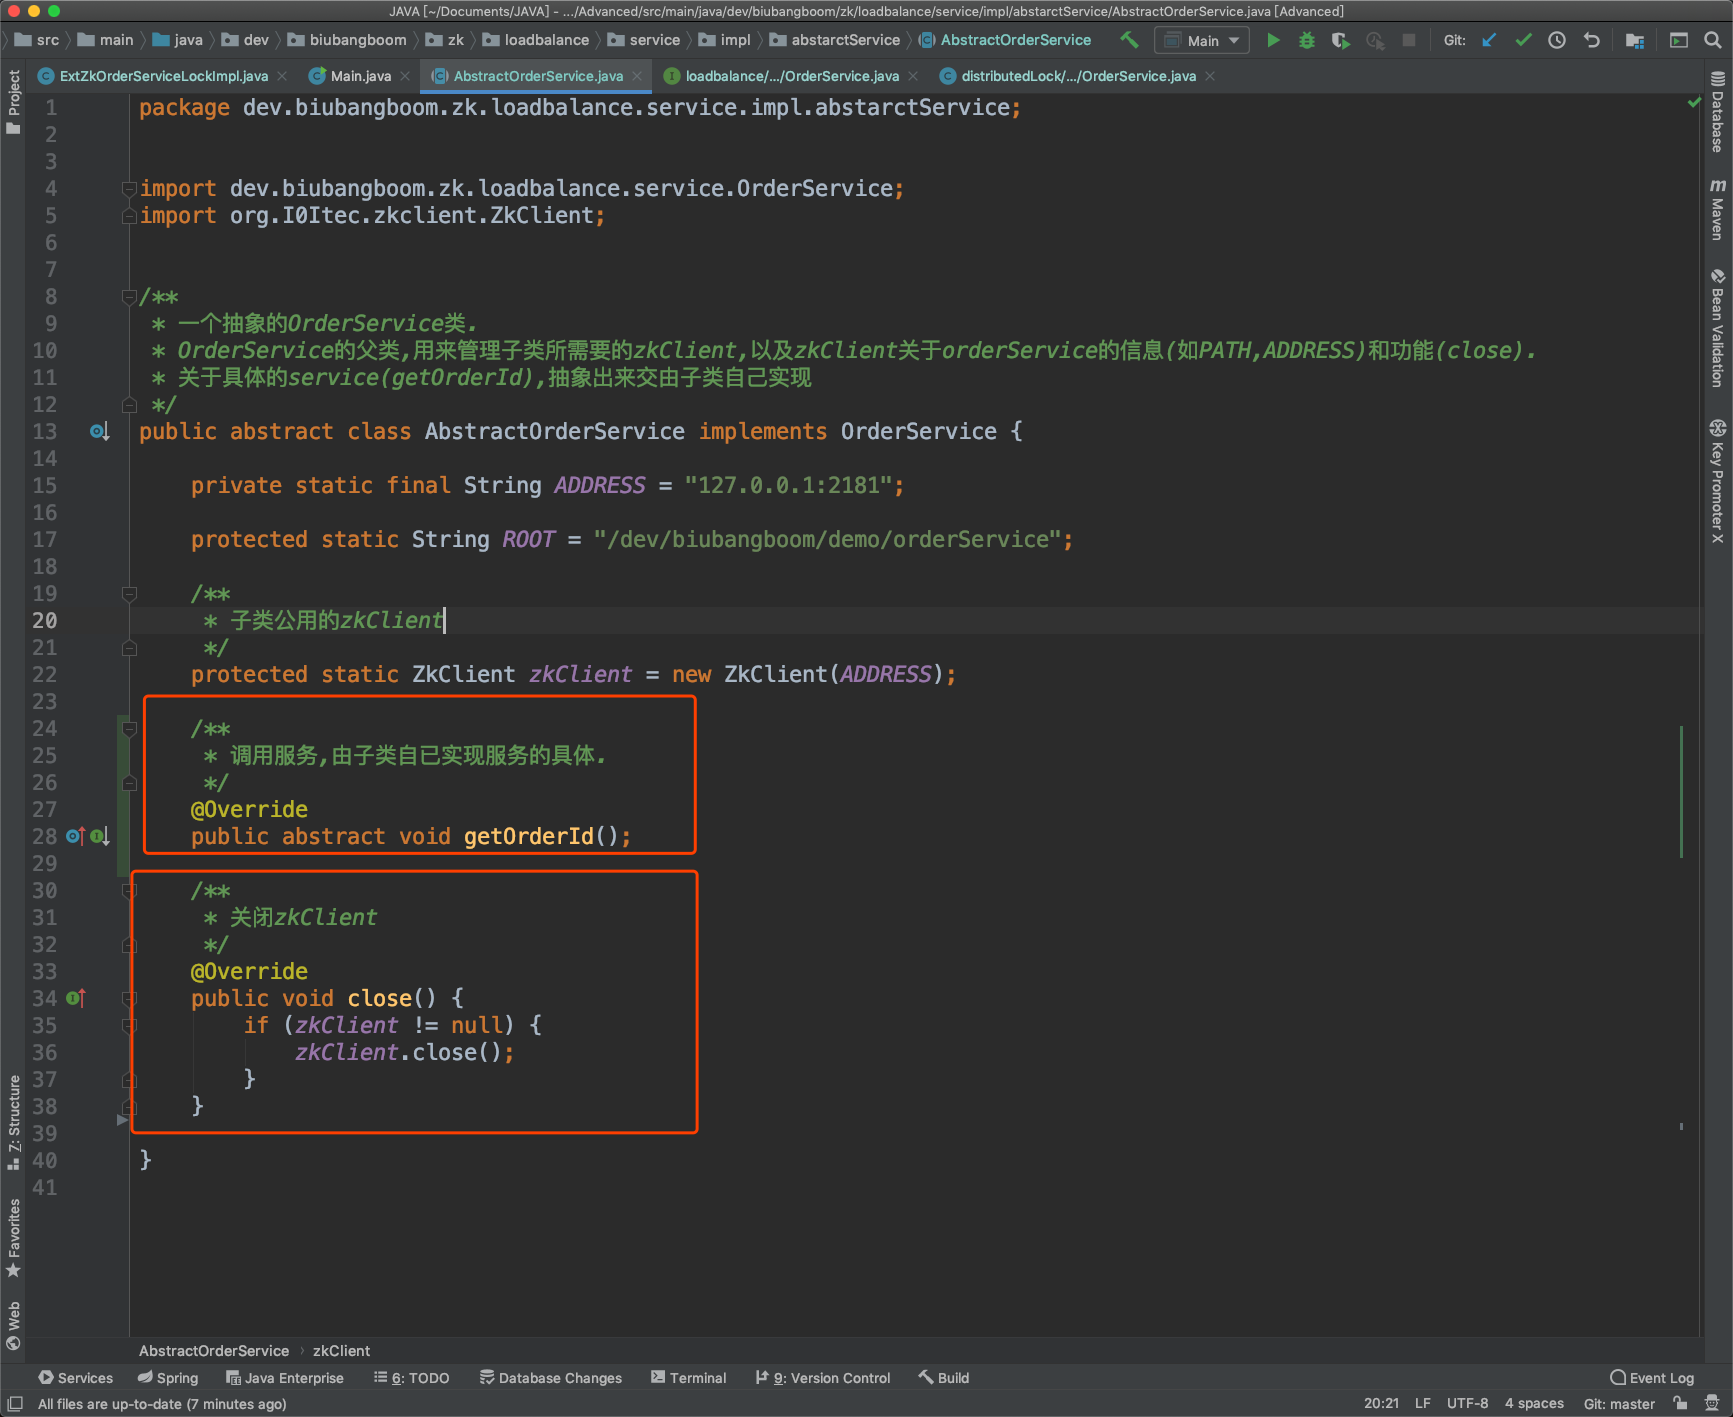 JAVA [~/Documents/JAVA] - .../Advanced/src/main/java/dev/biubangboom/zk/loadbalance/service/impl/abstarctService/AbstractOrderService.java [Advanced]
src main java dev biubangboom zk loadbalance service impl abstarctService AbstractOrderService Main Git:
ExtZkOrderServiceLockImpl.java Main.java AbstractOrderService.java loadbalance/.../OrderService.java distributedLock/.../OrderService.java
Project
Z: Structure
Favorites
Web
1 package dev.biubangboom.zk.loadbalance.service.impl.abstarctService;
2
3
4 import dev.biubangboom.zk.loadbalance.service.OrderService;
5 import org.I0Itec.zkclient.ZkClient;
6
7
8 /**
9 * 一个抽象的OrderService类.
10 * OrderService的父类,用来管理子类所需要的zkClient,以及zkClient关于orderService的信息(如PATH,ADDRESS)和功能(close).
11 * 关于具体的service(getOrderId),抽象出来交由子类自己实现
12 */
13 public abstract class AbstractOrderService implements OrderService {
14
15 private static final String ADDRESS = "127.0.0.1:2181";
16
17 protected static String ROOT = "/dev/biubangboom/demo/orderService";
18
19 /**
20 * 子类公用的zkClient
21 */
22 protected static ZkClient zkClient = new ZkClient(ADDRESS);
23
24 /**
25 * 调用服务,由子类自已实现服务的具体.
26 */
27 @Override
28 public abstract void getOrderId();
29
30 /**
31 * 关闭zkClient
32 */
33 @Override
34 public void close() {
35 if (zkClient != null) {
36 zkClient.close();
37 }
38 }
39
40 }
41
Database
Maven
Bean Validation
Key Promoter X
AbstractOrderService zkClient
Services Spring Java Enterprise 6: TODO Database Changes Terminal 9: Version Control Build Event Log
All files are up-to-date (7 minutes ago) 20:21 LF UTF-8 4 spaces Git: master